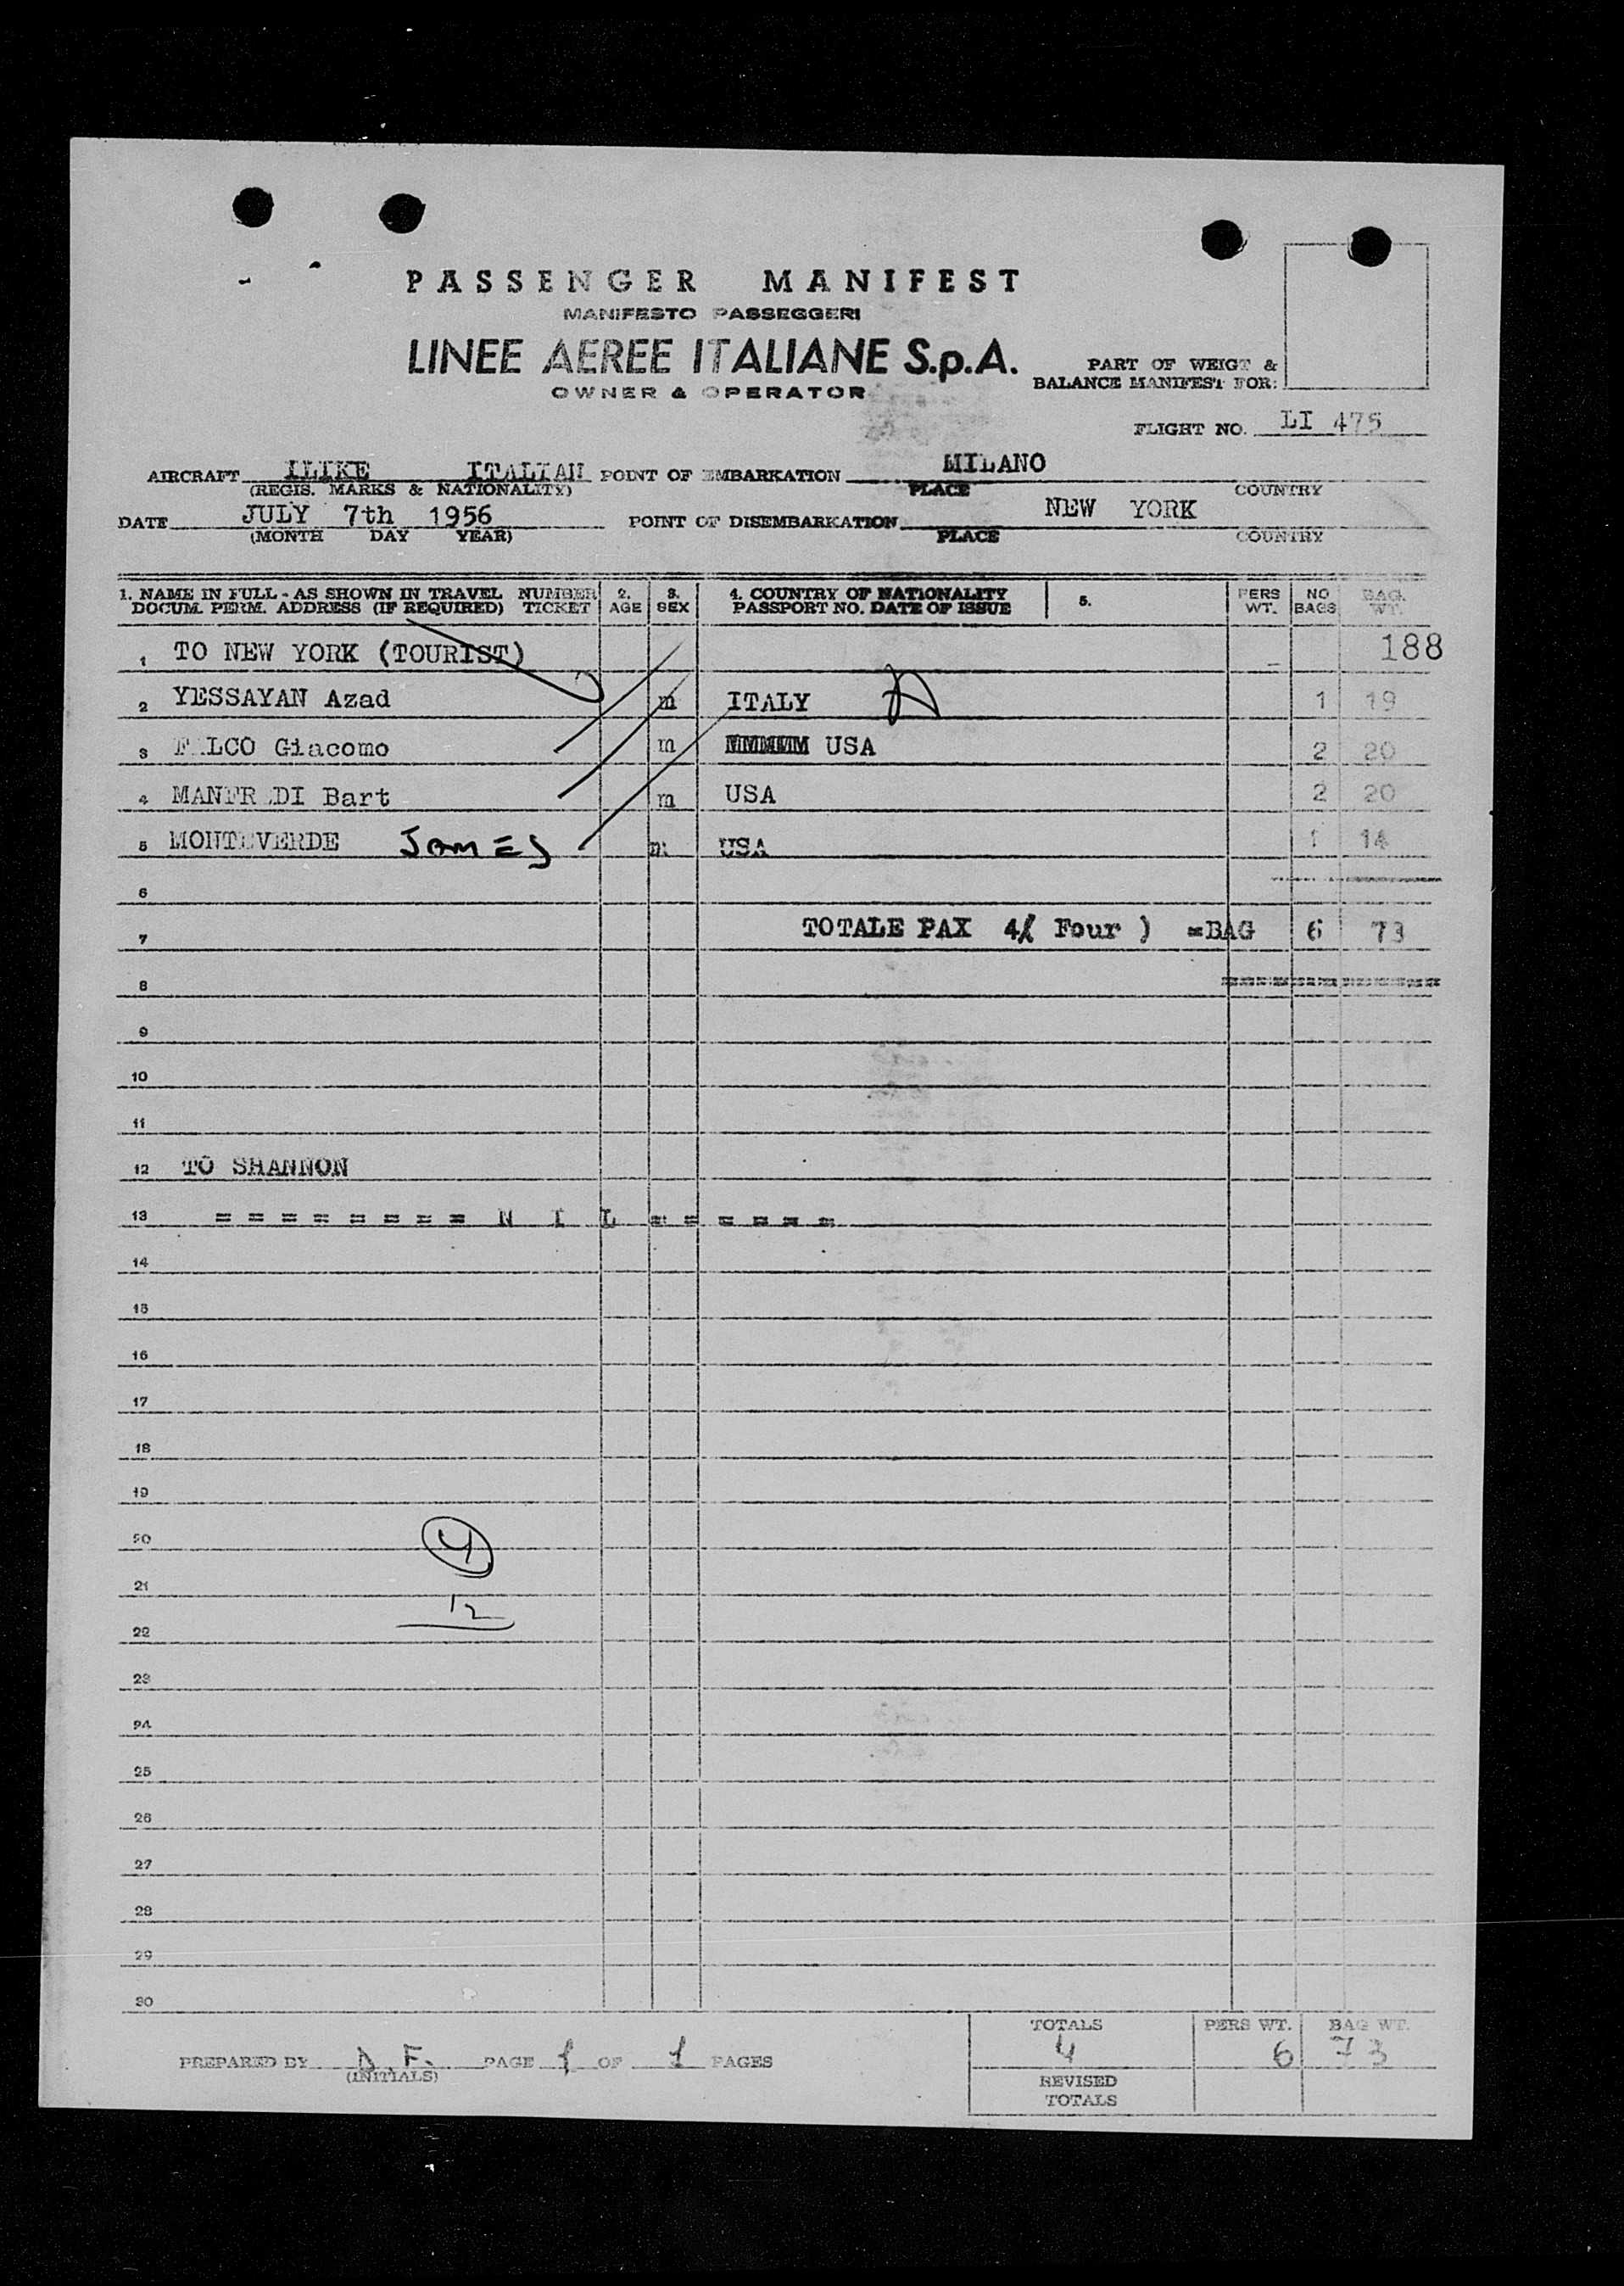 PASSENGER MANIFEST
MANIFESTO PASSEGGERI
LINEE AEREE ITALIANE S.p.A.
OWNER & OPERATOR
PART OF WEIGT &
BALANCE MANIFEST FOR:
FLIGHT NO. LI 475
AIRCRAFT ILIKE ITALIAN POINT OF EMBARKATION MILANO
(REGIS. MARKS & NATIONALITY) PLACE COUNTRY
DATE JULY 7th 1956 POINT OF DISEMBARKATION NEW YORK
(MONTH DAY YEAR) PLACE COUNTRY
1. NAME IN FULL - AS SHOWN IN TRAVEL NUMBER 2. 3. 4. COUNTRY OF NATIONALITY 5. PERS NO BAG.
DOCUM. PERM. ADDRESS (IF REQUIRED) TICKET AGE SEX PASSPORT NO. DATE OF ISSUE WT. BAGS WT.
1 TO NEW YORK (TOURIST) 188
2 YESSAYAN Azad m ITALY 1 19
3 FALCO Giacomo m USA 2 20
4 MANFREDI Bart m USA 2 20
5 MONTEVERDE JAMES m USA 1 14
6
7 TOTALE PAX 4( Four ) =BAG 6 73
8
9
10
11
12 TO SHANNON
13 = = = = = = = = N I L = = = = = =
14
15
16
17
18
19
20 4
21
22 12
23
24
25
26
27
28
29
30
TOTALS PERS WT. BAG WT.
4 6 73
PREPARED BY D.F. PAGE 1 OF 1 PAGES
(INITIALS)
REVISED
TOTALS